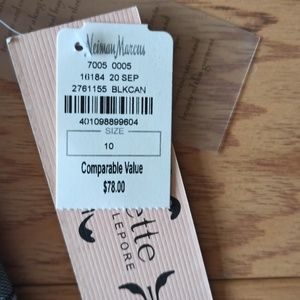 Neiman Marcus
7005 0005
16184 20 SEP
2761155 BLKCAN
401098899604
SIZE
10
Comparable Value
$78.00
ette
LEPORE